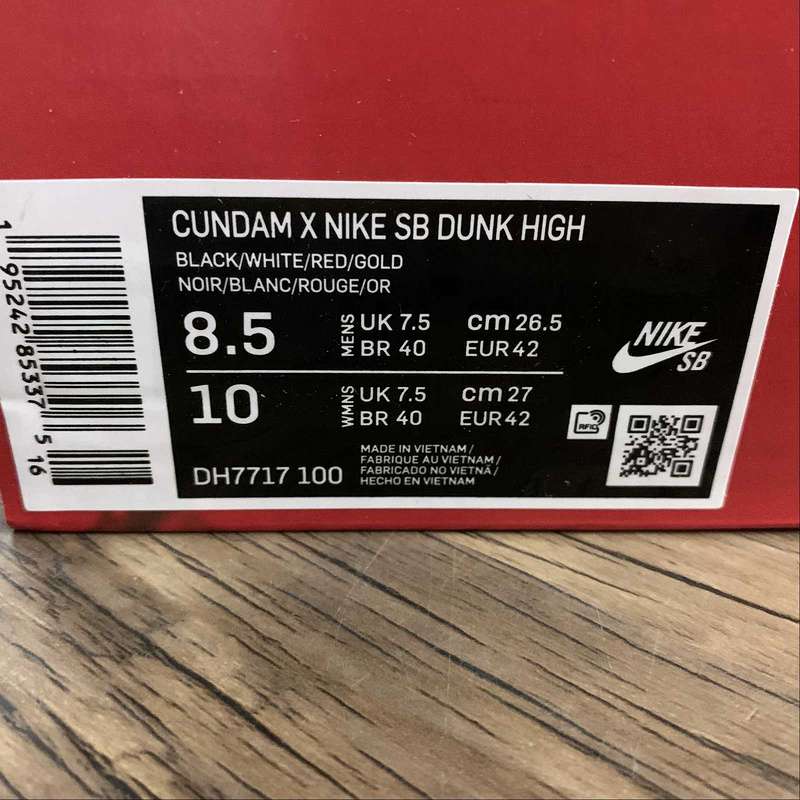 CUNDAM X NIKE SB DUNK HIGH
BLACK/WHITE/RED/GOLD
NOIR/BLANC/ROUGE/OR
8.5 MENS UK 7.5 cm 26.5
BR 40 EUR 42
10 WMNS UK 7.5 cm 27
BR 40 EUR 42
NIKE
SB
RFID
DH7717 100
MADE IN VIETNAM /
FABRIQUE AU VIETNAM /
FABRICADO NO VIETNÃ /
HECHO EN VIETNAM
1 95242 85337 5 16